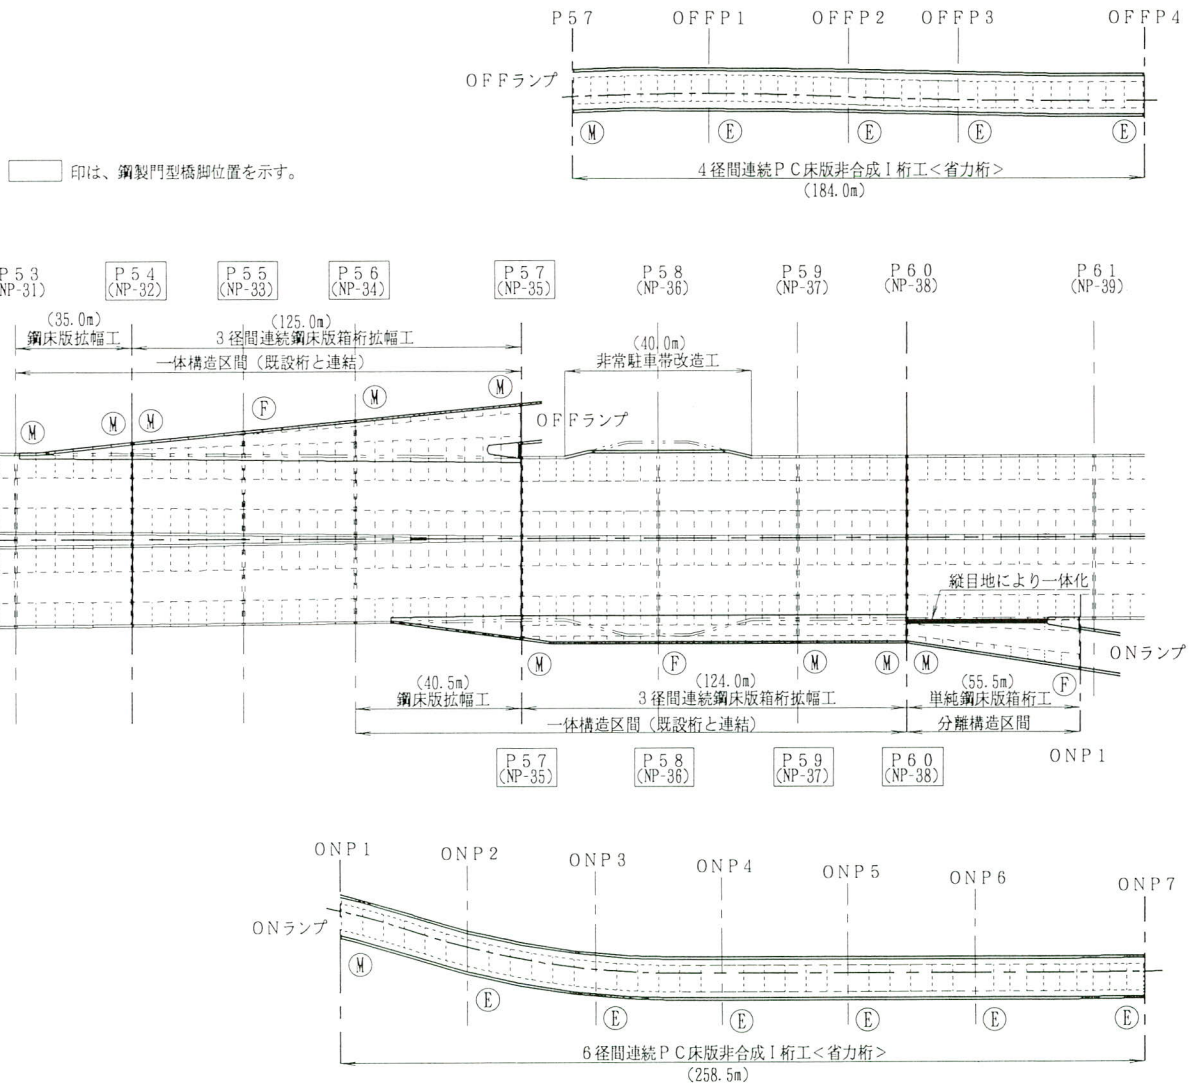 P57 OFFP1 OFFP2 OFFP3 OFFP4
OFFランプ
M E E E E
4径間連続PC床版非合成I桁工<省力桁>
(184.0m)
印は、鋼製門型橋脚位置を示す。
P53 P54 P55 P56 P57 P58 P59 P60 P61
(NP-31) (NP-32) (NP-33) (NP-34) (NP-35) (NP-36) (NP-37) (NP-38) (NP-39)
(35.0m) (125.0m)
鋼床版拡幅工 3径間連続鋼床版箱桁拡幅工
一体構造区間(既設桁と連結)
(40.0m)
非常駐車帯改造工
M M M F M M
OFFランプ
縦目地により一体化
ONランプ
M F M M M F
(40.5m) (124.0m) (55.5m)
鋼床版拡幅工 3径間連続鋼床版箱桁拡幅工 単純鋼床版箱桁工
一体構造区間(既設桁と連結) 分離構造区間
P57 P58 P59 P60 ONP1
(NP-35) (NP-36) (NP-37) (NP-38)
ONP1 ONP2 ONP3 ONP4 ONP5 ONP6 ONP7
ONランプ
M E E E E E E
6径間連続PC床版非合成I桁工<省力桁>
(258.5m)